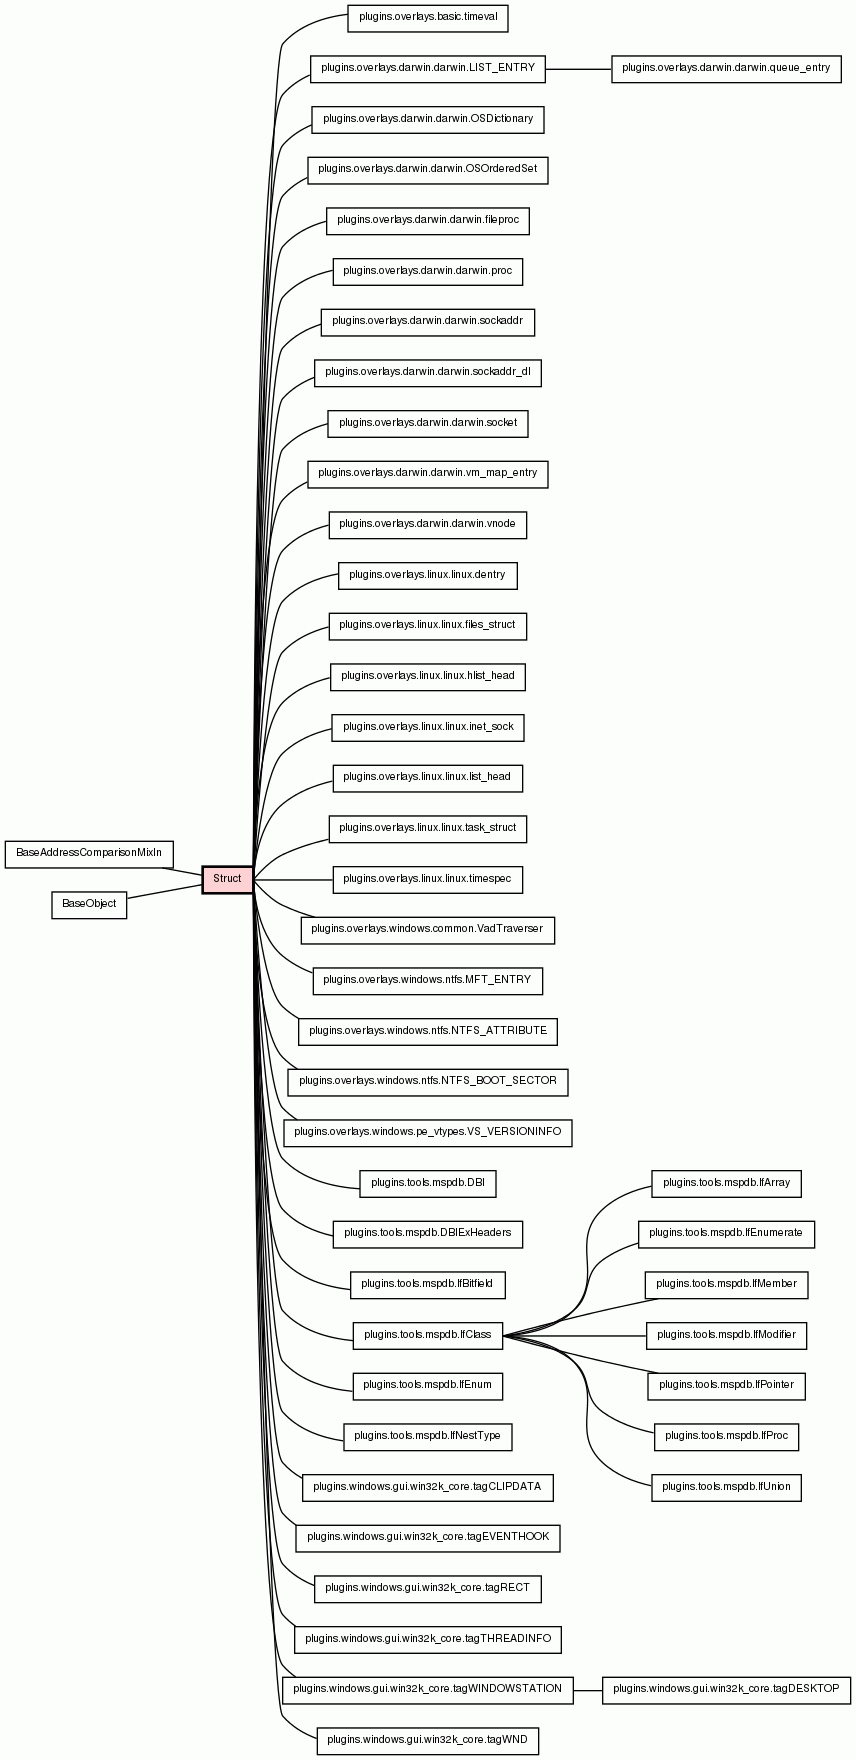 plugins.overlays.basic.timeval
plugins.overlays.darwin.darwin.LIST_ENTRY
plugins.overlays.darwin.darwin.queue_entry
plugins.overlays.darwin.darwin.OSDictionary
plugins.overlays.darwin.darwin.OSOrderedSet
plugins.overlays.darwin.darwin.fileproc
plugins.overlays.darwin.darwin.proc
plugins.overlays.darwin.darwin.sockaddr
plugins.overlays.darwin.darwin.sockaddr_dl
plugins.overlays.darwin.darwin.socket
plugins.overlays.darwin.darwin.vm_map_entry
plugins.overlays.darwin.darwin.vnode
plugins.overlays.linux.linux.dentry
plugins.overlays.linux.linux.files_struct
plugins.overlays.linux.linux.hlist_head
plugins.overlays.linux.linux.inet_sock
plugins.overlays.linux.linux.list_head
plugins.overlays.linux.linux.task_struct
BaseAddressComparisonMixIn
Struct
plugins.overlays.linux.linux.timespec
BaseObject
plugins.overlays.windows.common.VadTraverser
plugins.overlays.windows.ntfs.MFT_ENTRY
plugins.overlays.windows.ntfs.NTFS_ATTRIBUTE
plugins.overlays.windows.ntfs.NTFS_BOOT_SECTOR
plugins.overlays.windows.pe_vtypes.VS_VERSIONINFO
plugins.tools.mspdb.DBI
plugins.tools.mspdb.lfArray
plugins.tools.mspdb.DBIExHeaders
plugins.tools.mspdb.lfEnumerate
plugins.tools.mspdb.lfBitfield
plugins.tools.mspdb.lfMember
plugins.tools.mspdb.lfClass
plugins.tools.mspdb.lfModifier
plugins.tools.mspdb.lfEnum
plugins.tools.mspdb.lfPointer
plugins.tools.mspdb.lfNestType
plugins.tools.mspdb.lfProc
plugins.windows.gui.win32k_core.tagCLIPDATA
plugins.tools.mspdb.lfUnion
plugins.windows.gui.win32k_core.tagEVENTHOOK
plugins.windows.gui.win32k_core.tagRECT
plugins.windows.gui.win32k_core.tagTHREADINFO
plugins.windows.gui.win32k_core.tagWINDOWSTATION
plugins.windows.gui.win32k_core.tagDESKTOP
plugins.windows.gui.win32k_core.tagWND